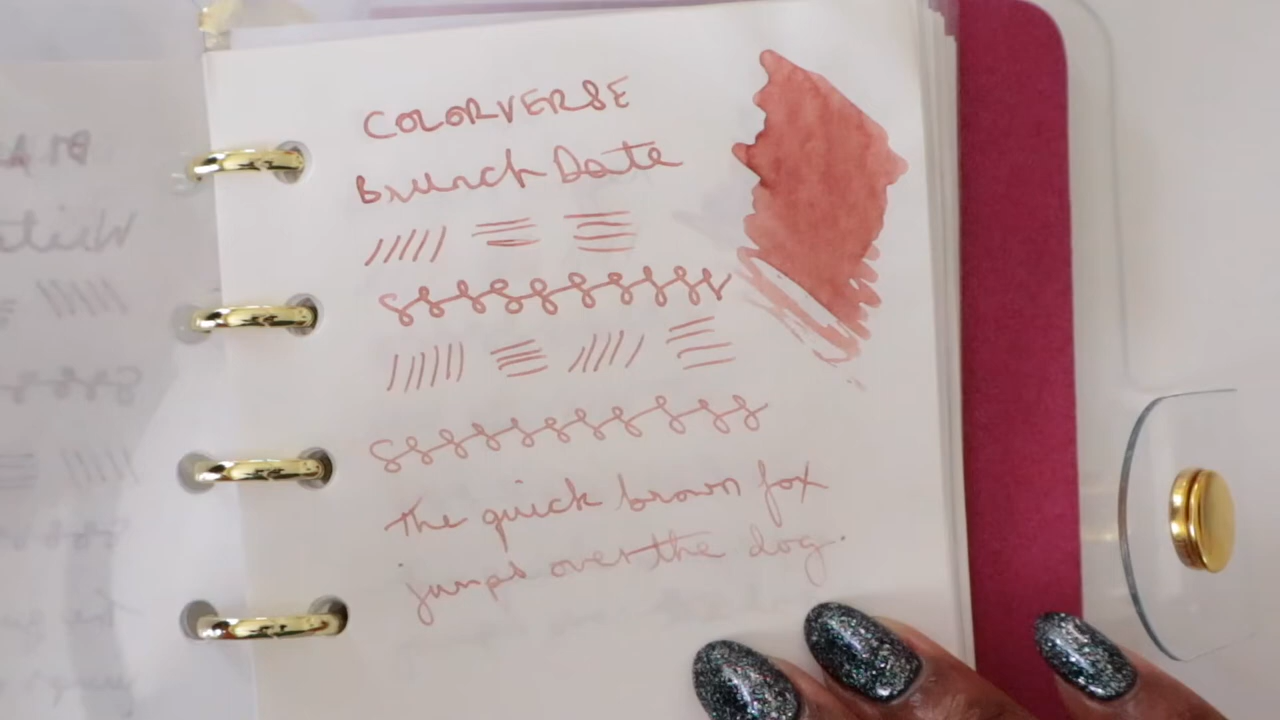 COLORVERSE
Brunch Date
The quick brown fox
jumps over the dog.